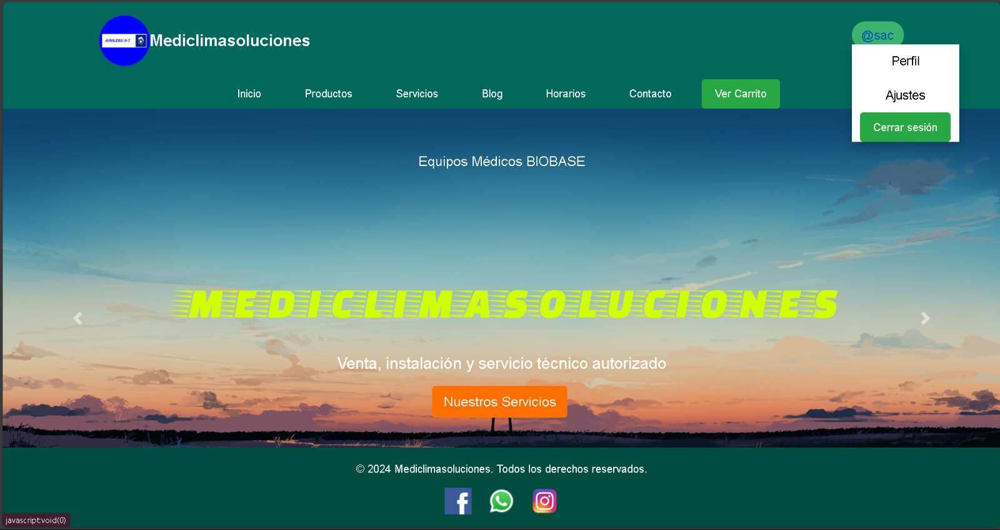 AINILEBU S-T
Mediclimasoluciones
@sac
Perfil
Ajustes
Cerrar sesión
Inicio
Productos
Servicios
Blog
Horarios
Contacto
Ver Carrito
Equipos Médicos BIOBASE
MEDICLIMASOLUCIONES
Venta, instalación y servicio técnico autorizado
Nuestros Servicios
© 2024 Mediclimasoluciones. Todos los derechos reservados.
javascript:void(0)